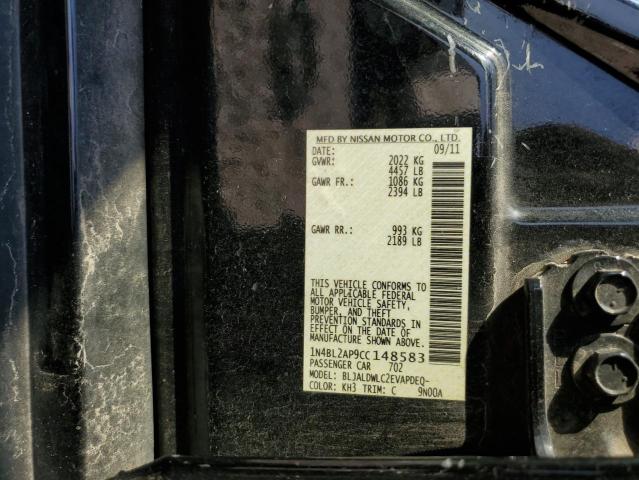 MFD BY NISSAN MOTOR CO., LTD.
DATE: 09/11
GVWR: 2022 KG
4457 LB
GAWR FR.: 1086 KG
2394 LB
GAWR RR.: 993 KG
2189 LB
THIS VEHICLE CONFORMS TO
ALL APPLICABLE FEDERAL
MOTOR VEHICLE SAFETY,
BUMPER, AND THEFT
PREVENTION STANDARDS IN
EFFECT ON THE DATE OF
MANUFACTURE SHOWN ABOVE.
1N4BL2AP9CC148583
PASSENGER CAR 702
MODEL: BLJALDWLC2EVAPDEQ-
COLOR: KH3 TRIM: C 9N00A